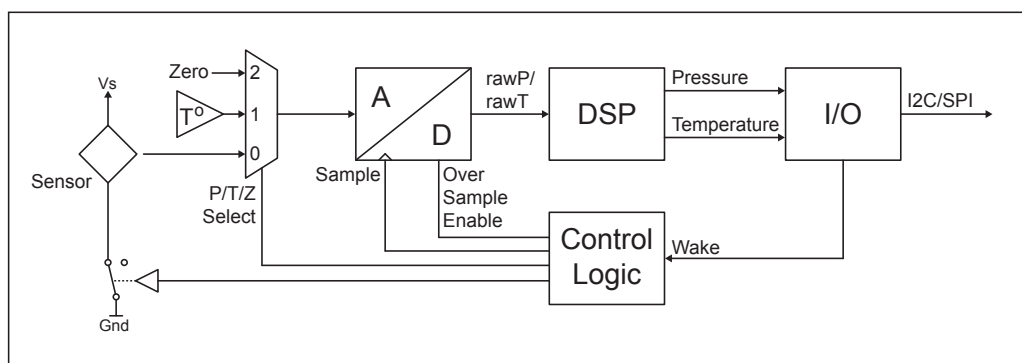 Vs
Sensor
Gnd
Zero
T°
2
1
0
P/T/Z
Select
A
D
Sample
Over
Sample
Enable
rawP/
rawT
DSP
Pressure
Temperature
I/O
I2C/SPI
Control
Logic
Wake